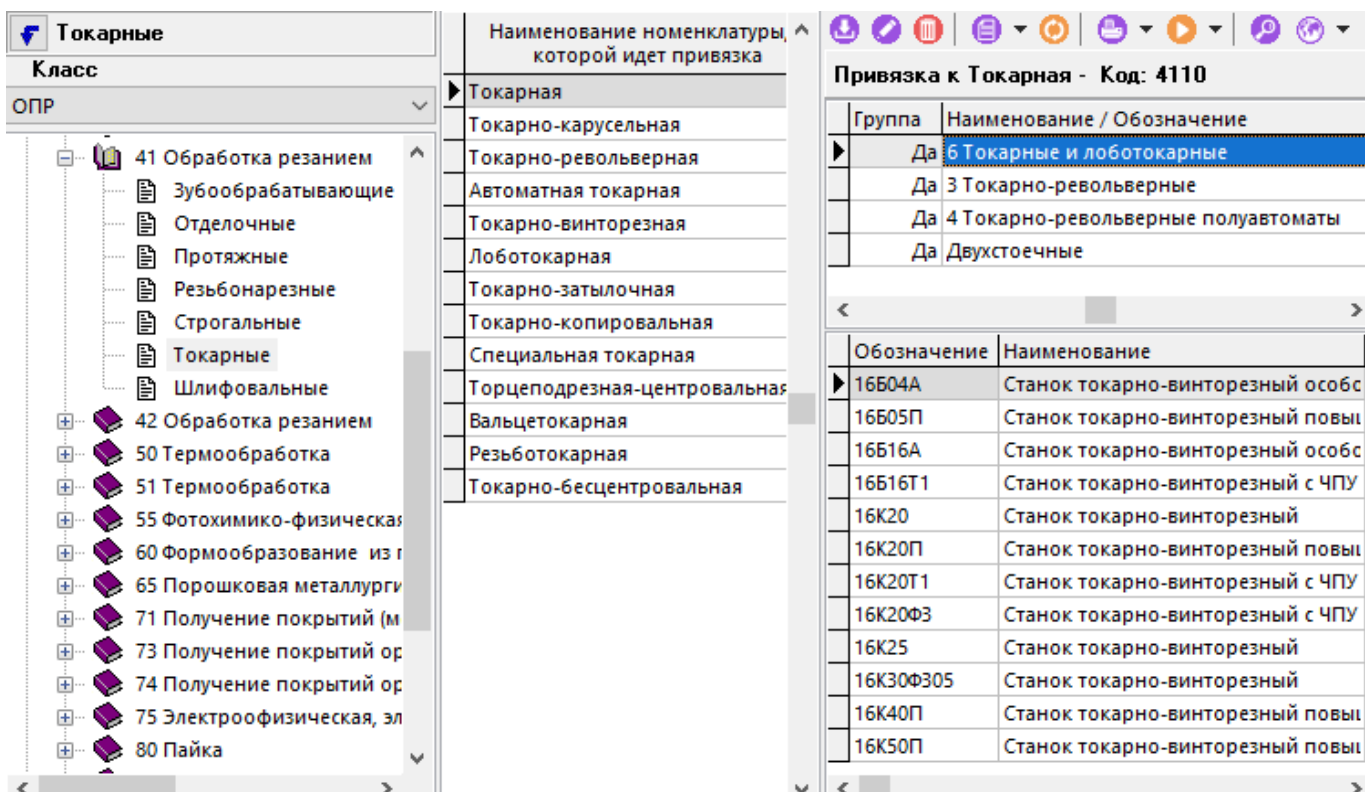 Токарные
Класс
ОПР
41 Обработка резанием
Зубообрабатывающие
Отделочные
Протяжные
Резьбонарезные
Строгальные
Токарные
Шлифовальные
42 Обработка резанием
50 Термообработка
51 Термообработка
55 Фотохимико-физическая
60 Формообразование из п
65 Порошковая металлурги
71 Получение покрытий (м
73 Получение покрытий ор
74 Получение покрытий ор
75 Электроофизическая, эл
80 Пайка
Наименование номенклатуры,
которой идет привязка
Токарная
Токарно-карусельная
Токарно-револьверная
Автоматная токарная
Токарно-винторезная
Лоботокарная
Токарно-затылочная
Токарно-копировальная
Специальная токарная
Торцеподрезная-центровальная
Вальцетокарная
Резьботокарная
Токарно-бесцентровальная
Привязка к Токарная - Код: 4110
Группа Наименование / Обозначение
Да 6 Токарные и лоботокарные
Да 3 Токарно-револьверные
Да 4 Токарно-револьверные полуавтоматы
Да Двухстоечные
Обозначение Наименование
16Б04А Станок токарно-винторезный особо
16Б05П Станок токарно-винторезный повыш
16Б16А Станок токарно-винторезный особо
16Б16Т1 Станок токарно-винторезный с ЧПУ
16К20 Станок токарно-винторезный
16К20П Станок токарно-винторезный повыш
16К20Т1 Станок токарно-винторезный с ЧПУ
16К20Ф3 Станок токарно-винторезный с ЧПУ
16К25 Станок токарно-винторезный
16К30Ф305 Станок токарно-винторезный
16К40П Станок токарно-винторезный повыш
16К50П Станок токарно-винторезный повыш